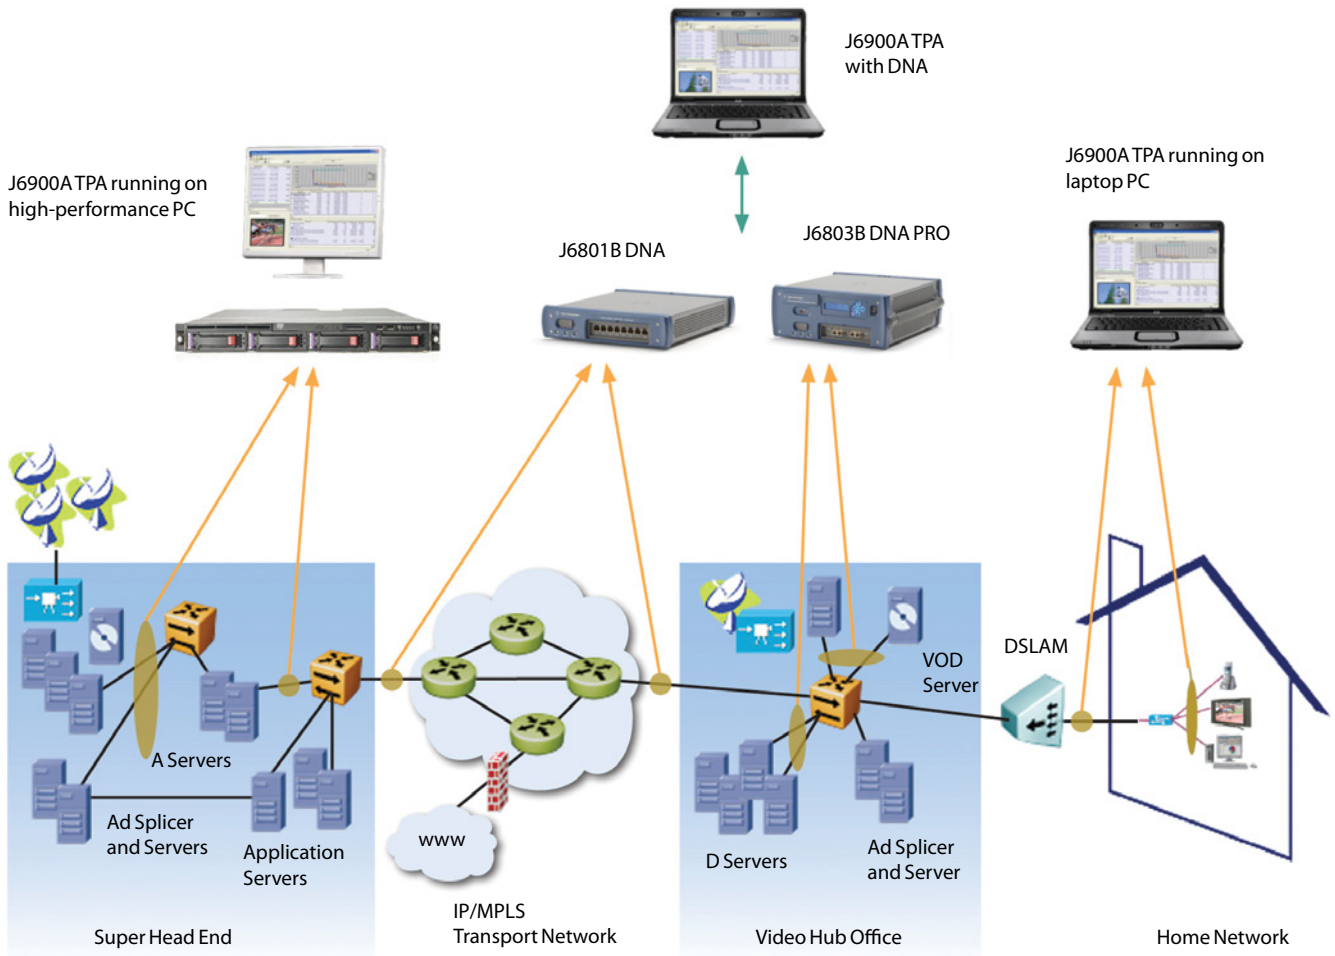 J6900A TPA
with DNA
J6900A TPA running on
high-performance PC
J6900A TPA running on
laptop PC
J6801B DNA
J6803B DNA PRO
DSLAM
VOD
Server
A Servers
Ad Splicer
and Servers
Application
Servers
www
D Servers
Ad Splicer
and Server
Super Head End
IP/MPLS
Transport Network
Video Hub Office
Home Network